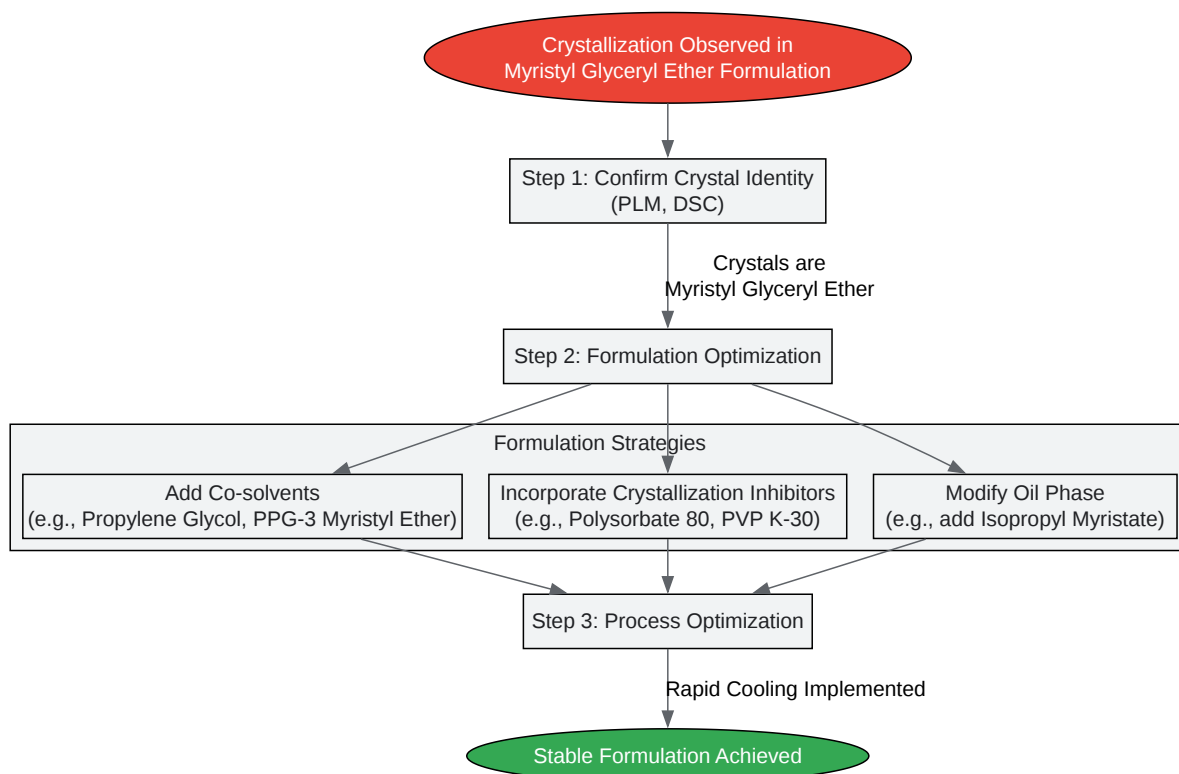 Crystallization Observed in
Myristyl Glyceryl Ether Formulation
Step 1: Confirm Crystal Identity
(PLM, DSC)
Crystals are
Myristyl Glyceryl Ether
Step 2: Formulation Optimization
Formulation Strategies
Add Co-solvents
(e.g., Propylene Glycol, PPG-3 Myristyl Ether)
Incorporate Crystallization Inhibitors
(e.g., Polysorbate 80, PVP K-30)
Modify Oil Phase
(e.g., add Isopropyl Myristate)
Step 3: Process Optimization
Rapid Cooling Implemented
Stable Formulation Achieved